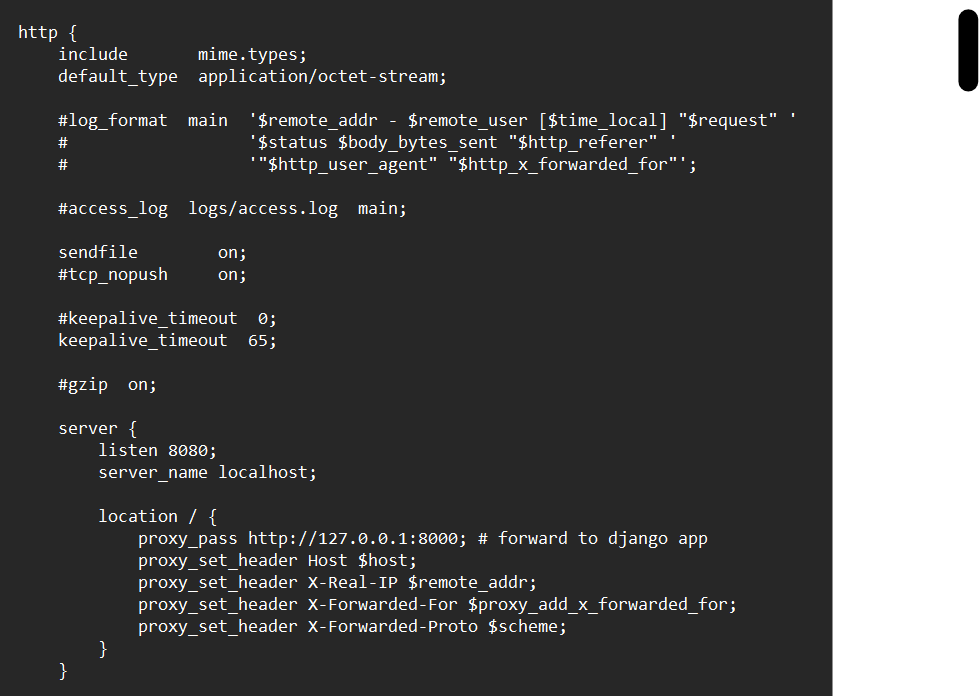 http {
    include       mime.types;
    default_type  application/octet-stream;

    #log_format  main  '$remote_addr - $remote_user [$time_local] "$request" '
    #                  '$status $body_bytes_sent "$http_referer" '
    #                  '"$http_user_agent" "$http_x_forwarded_for"';

    #access_log  logs/access.log  main;

    sendfile        on;
    #tcp_nopush     on;

    #keepalive_timeout  0;
    keepalive_timeout  65;

    #gzip  on;

    server {
        listen 8080;
        server_name localhost;

        location / {
            proxy_pass http://127.0.0.1:8000; # forward to django app
            proxy_set_header Host $host;
            proxy_set_header X-Real-IP $remote_addr;
            proxy_set_header X-Forwarded-For $proxy_add_x_forwarded_for;
            proxy_set_header X-Forwarded-Proto $scheme;
        }
    }